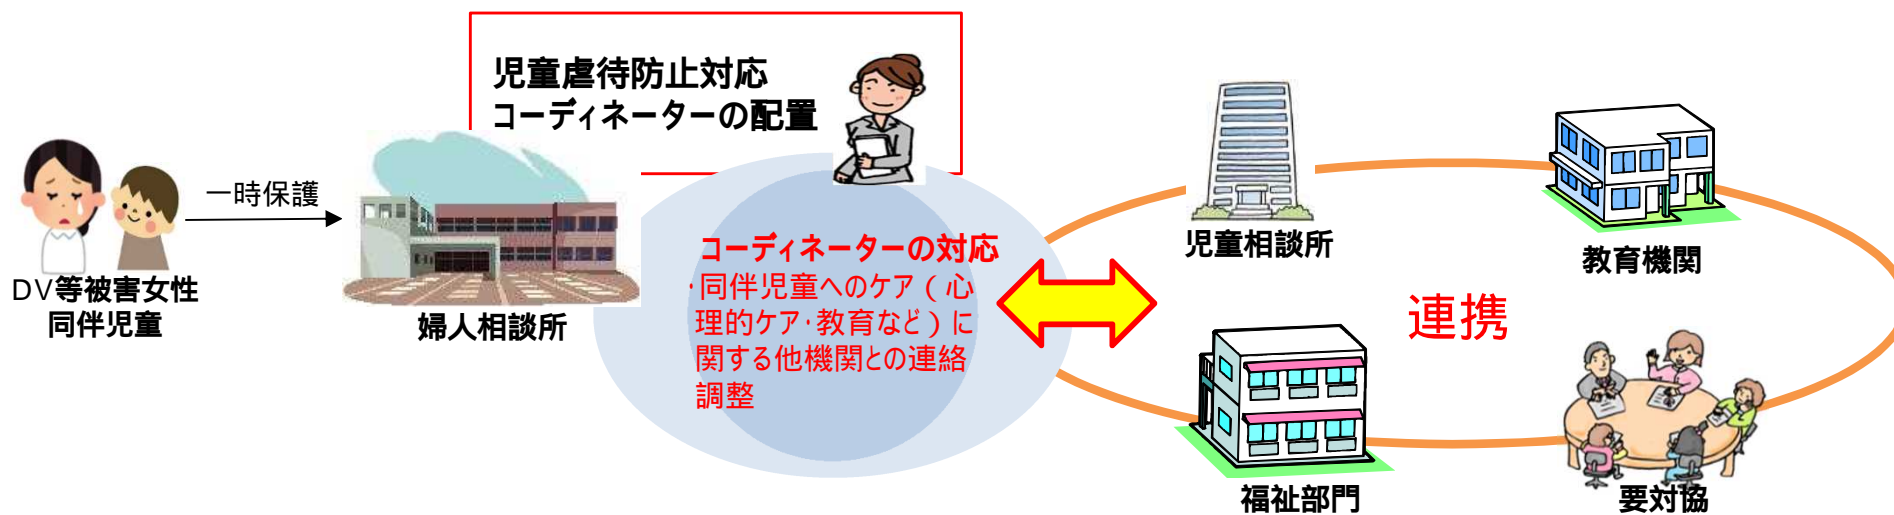 児童虐待防止対応
コーディネーターの配置
一時保護
DV等被害女性
同伴児童
婦人相談所
コーディネーターの対応
・同伴児童へのケア（心
理的ケア・教育など）に
関する他機関との連絡
調整
児童相談所
教育機関
連携
福祉部門
要対協